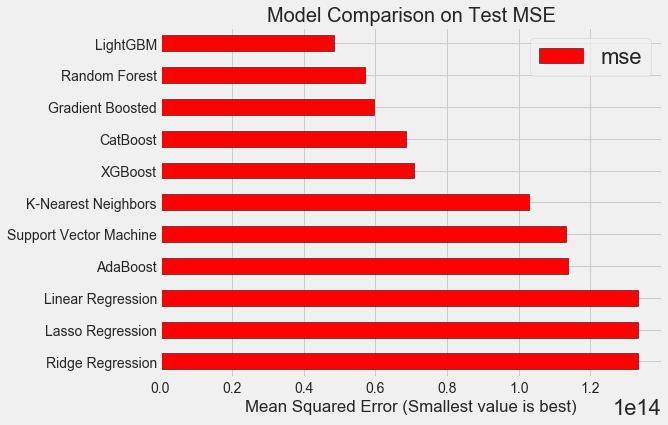 Model Comparison on Test MSE
mse
LightGBM
Random Forest
Gradient Boosted
CatBoost
XGBoost
K-Nearest Neighbors
Support Vector Machine
AdaBoost
Linear Regression
Lasso Regression
Ridge Regression
0.0 0.2 0.4 0.6 0.8 1.0 1.2
Mean Squared Error (Smallest value is best)
1e14